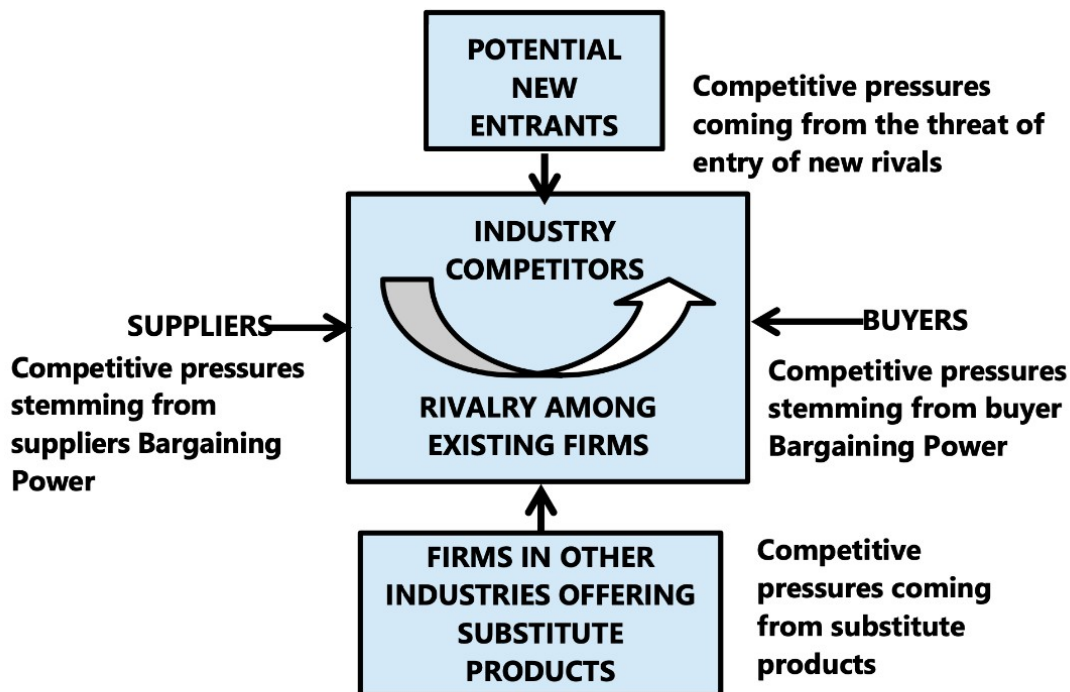 POTENTIAL
NEW
ENTRANTS
Competitive pressures
coming from the threat of
entry of new rivals
INDUSTRY
COMPETITORS
SUPPLIERS
Competitive pressures
stemming from
suppliers Bargaining
Power
RIVALRY AMONG
EXISTING FIRMS
BUYERS
Competitive pressures
stemming from buyer
Bargaining Power
FIRMS IN OTHER
INDUSTRIES OFFERING
SUBSTITUTE
PRODUCTS
Competitive
pressures coming
from substitute
products